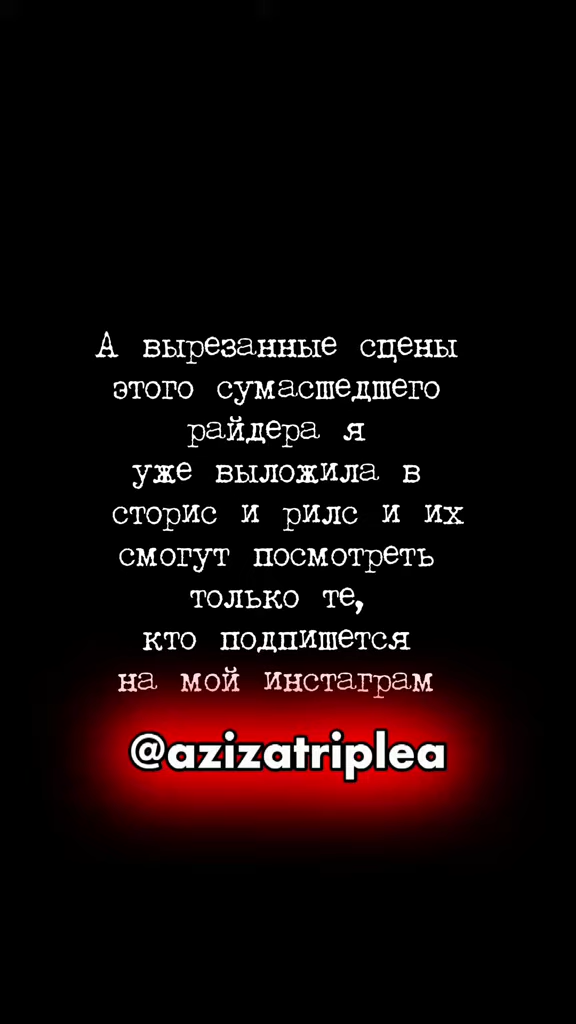 А вырезанные сцены
этого сумасшедшего
райдера я
уже выложила в
сторис и рилс и их
смогут посмотреть
только те,
кто подпишется
на мой инстаграм
@azizatriplea